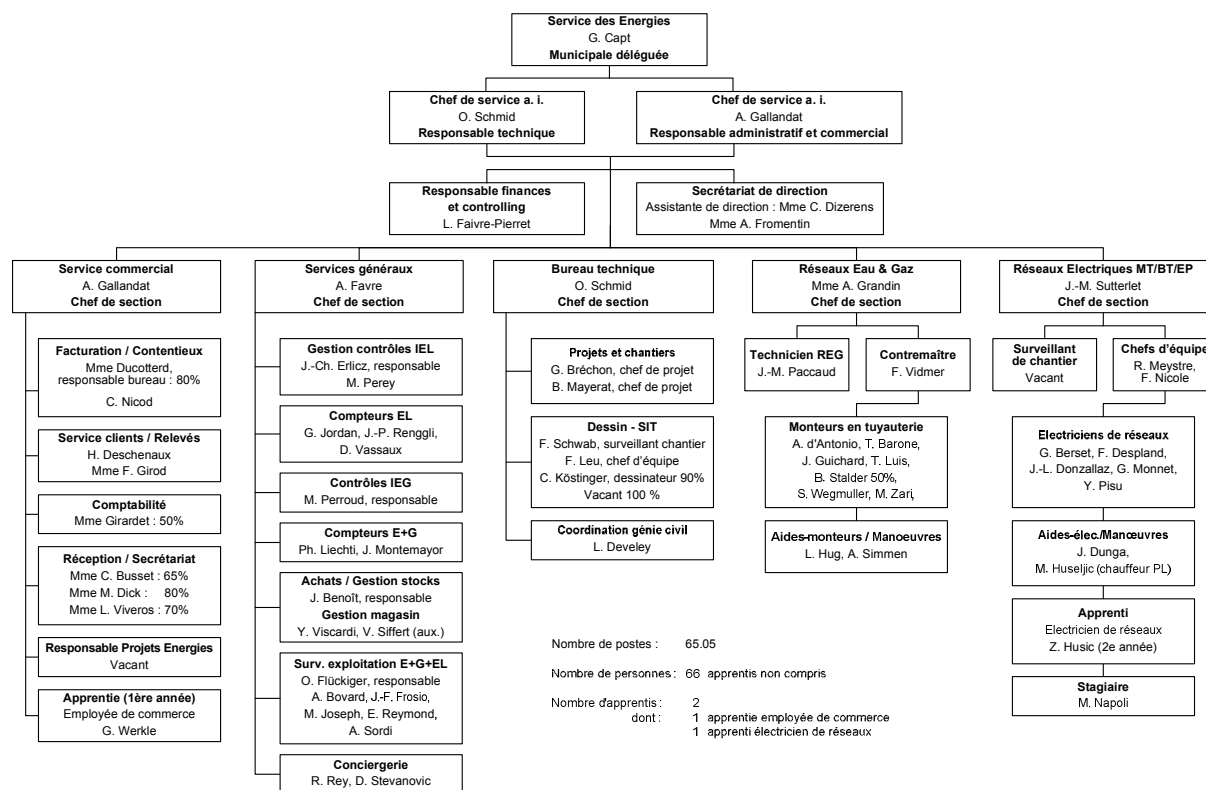 Service des Energies
G. Capt
Municipale déléguée
Chef de service a. i.
O. Schmid
Responsable technique
Chef de service a. i.
A. Gallandat
Responsable administratif et commercial
Responsable finances
et controlling
L. Faivre-Pierret
Secrétariat de direction
Assistante de direction : Mme C. Dizerens
Mme A. Fromentin
Service commercial
A. Gallandat
Chef de section
Facturation / Contentieux
Mme Ducotterd,
responsable bureau : 80%
C. Nicod
Service clients / Relevés
H. Deschenaux
Mme F. Girod
Comptabilité
Mme Girardet : 50%
Réception / Secrétariat
Mme C. Busset : 65%
Mme M. Dick : 80%
Mme L. Viveros : 70%
Responsable Projets Energies
Vacant
Apprentie (1ère année)
Employée de commerce
G. Werkle
Services généraux
A. Favre
Chef de section
Gestion contrôles IEL
J.-Ch. Erlicz, responsable
M. Perey
Compteurs EL
G. Jordan, J.-P. Renggli,
D. Vassaux
Contrôles IEG
M. Perroud, responsable
Compteurs E+G
Ph. Liechti, J. Montemayor
Achats / Gestion stocks
J. Benoît, responsable
Gestion magasin
Y. Viscardi, V. Siffert (aux.)
Surv. exploitation E+G+EL
O. Flückiger, responsable
A. Bovard, J.-F. Frosio,
M. Joseph, E. Reymond,
A. Sordi
Conciergerie
R. Rey, D. Stevanovic
Bureau technique
O. Schmid
Chef de section
Projets et chantiers
G. Bréchon, chef de projet
B. Mayerat, chef de projet
Dessin - SIT
F. Schwab, surveillant chantier
F. Leu, chef d'équipe
C. Köstinger, dessinateur 90%
Vacant 100 %
Coordination génie civil
L. Develey
Réseaux Eau & Gaz
Mme A. Grandin
Chef de section
Technicien REG
J.-M. Paccaud
Contremaître
F. Vidmer
Monteurs en tuyauterie
A. d'Antonio, T. Barone,
J. Guichard, T. Luis,
B. Stalder 50%,
S. Wegmuller, M. Zari,
Aides-monteurs / Manoeuvres
L. Hug, A. Simmen
Réseaux Electriques MT/BT/EP
J.-M. Sutterlet
Chef de section
Surveillant
de chantier
Vacant
Chefs d'équipe
R. Meystre,
F. Nicole
Electriciens de réseaux
G. Berset, F. Despland,
J.-L. Donzallaz, G. Monnet,
Y. Pisu
Aides-élec./Manœuvres
J. Dunga,
M. Huseljic (chauffeur PL)
Apprenti
Electricien de réseaux
Z. Husic (2e année)
Stagiaire
M. Napoli
Nombre de postes : 65.05
Nombre de personnes : 66 apprentis non compris
Nombre d'apprentis : 2
dont : 1 apprentie employée de commerce
1 apprenti électricien de réseaux